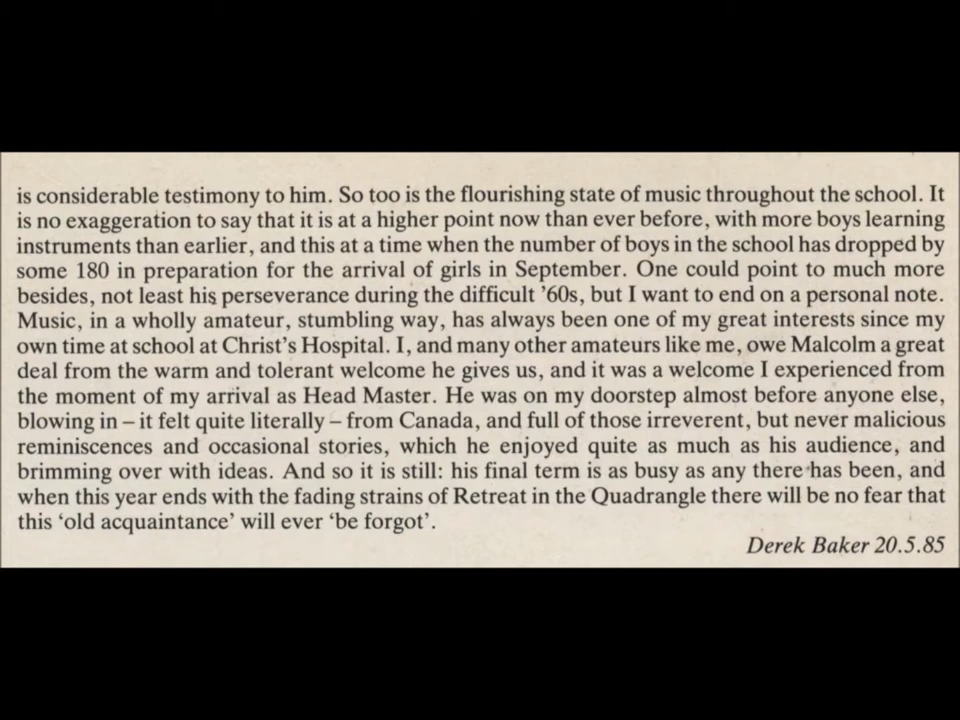 is considerable testimony to him. So too is the flourishing state of music throughout the school. It
is no exaggeration to say that it is at a higher point now than ever before, with more boys learning
instruments than earlier, and this at a time when the number of boys in the school has dropped by
some 180 in preparation for the arrival of girls in September. One could point to much more
besides, not least his perseverance during the difficult ’60s, but I want to end on a personal note.
Music, in a wholly amateur, stumbling way, has always been one of my great interests since my
own time at school at Christ’s Hospital. I, and many other amateurs like me, owe Malcolm a great
deal from the warm and tolerant welcome he gives us, and it was a welcome I experienced from
the moment of my arrival as Head Master. He was on my doorstep almost before anyone else,
blowing in – it felt quite literally – from Canada, and full of those irreverent, but never malicious
reminiscences and occasional stories, which he enjoyed quite as much as his audience, and
brimming over with ideas. And so it is still: his final term is as busy as any there has been, and
when this year ends with the fading strains of Retreat in the Quadrangle there will be no fear that
this ‘old acquaintance’ will ever ‘be forgot’.
Derek Baker 20.5.85